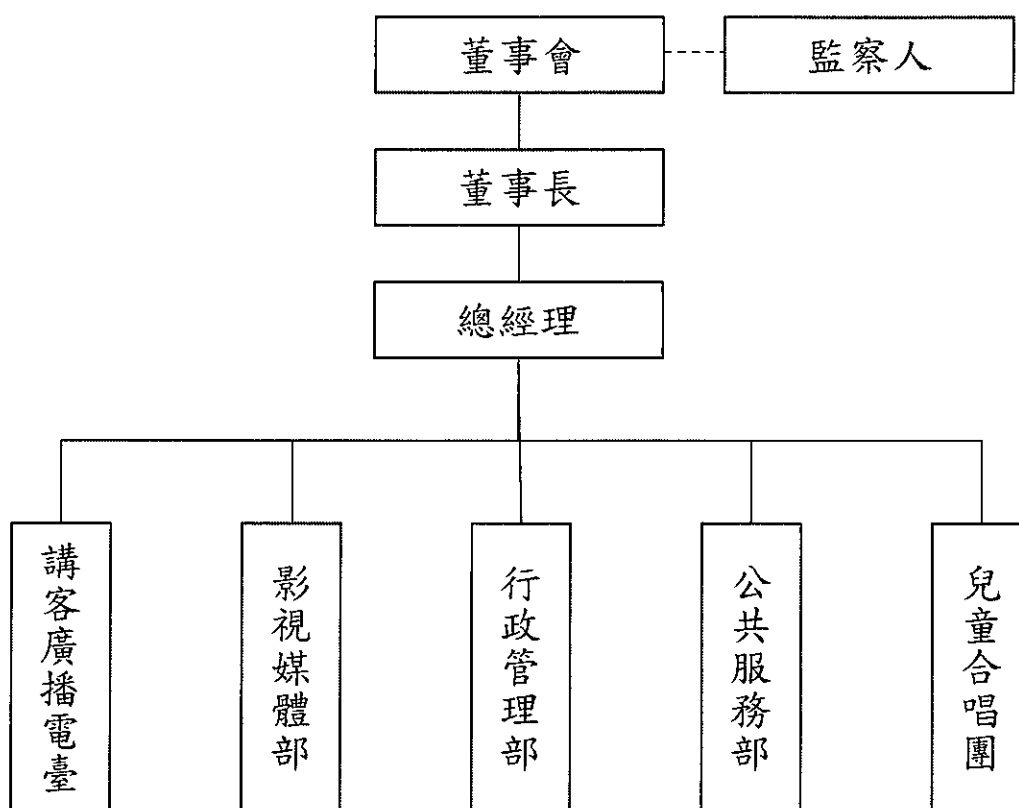 董事會
監察人
董事長
總經理
講客廣播電臺
影視媒體部
行政管理部
公共服務部
兒童合唱團